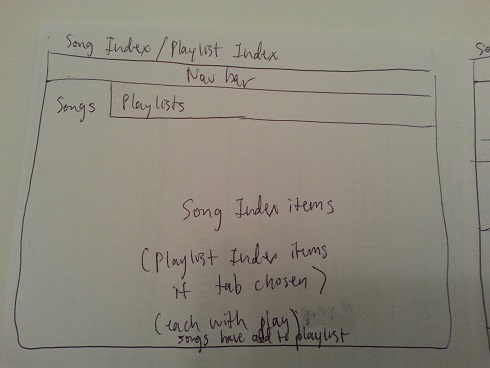 Song Index/Playlist Index
Nav bar
Songs
Playlists
Song Index items
(Playlist Index items
if tab chosen)
(each with play)
songs have add to playlist
So